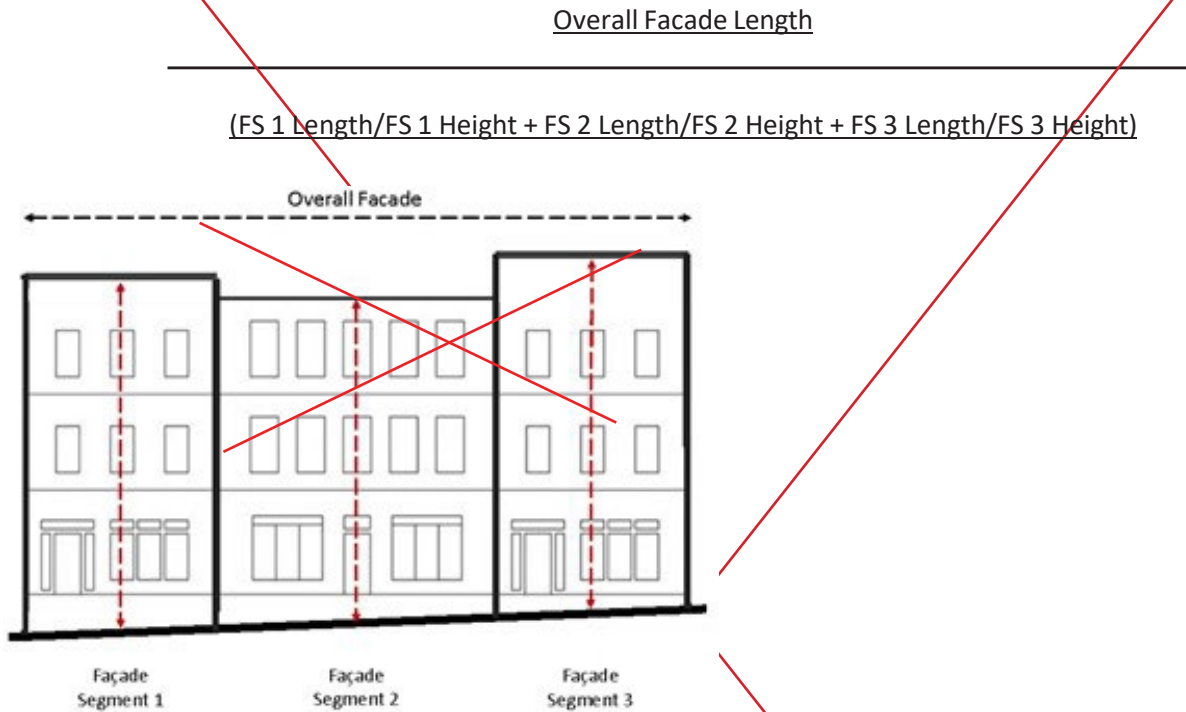 Overall Facade Length
(FS 1 Length/FS 1 Height + FS 2 Length/FS 2 Height + FS 3 Length/FS 3 Height)
Overall Facade
Façade
Segment 1
Façade
Segment 2
Façade
Segment 3